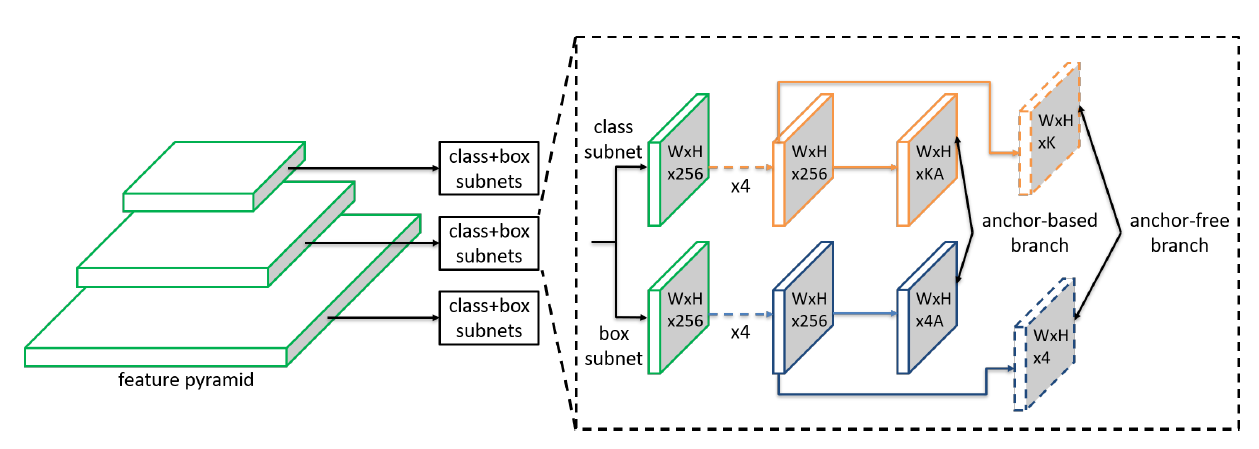 class+box
subnets
class+box
subnets
class+box
subnets
feature pyramid
class
subnet
WxH
x256
x4
WxH
x256
WxH
xKA
WxH
xK
anchor-based
branch
anchor-free
branch
box
subnet
WxH
x256
x4
WxH
x256
WxH
x4A
WxH
x4